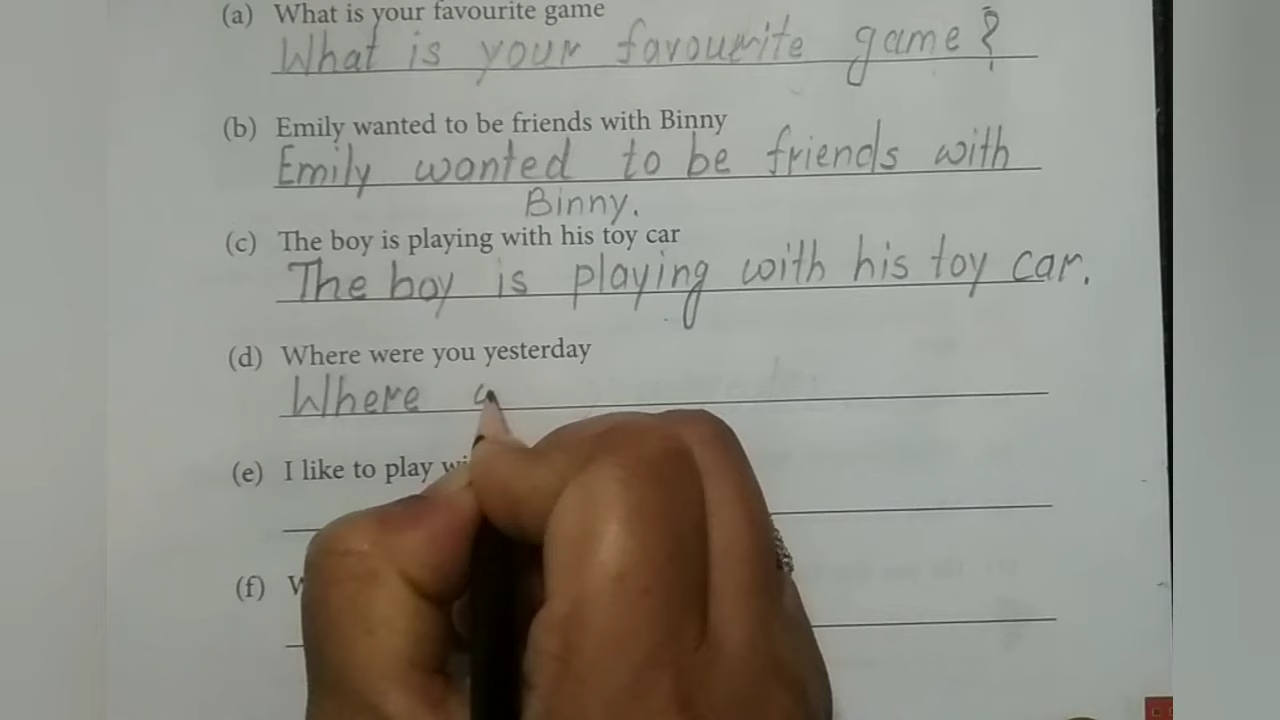 (a) What is your favourite game
What is your favourite game?
(b) Emily wanted to be friends with Binny
Emily wanted to be friends with
Binny.
(c) The boy is playing with his toy car
The boy is playing with his toy car.
(d) Where were you yesterday
Where
(e) I like to play
(f)